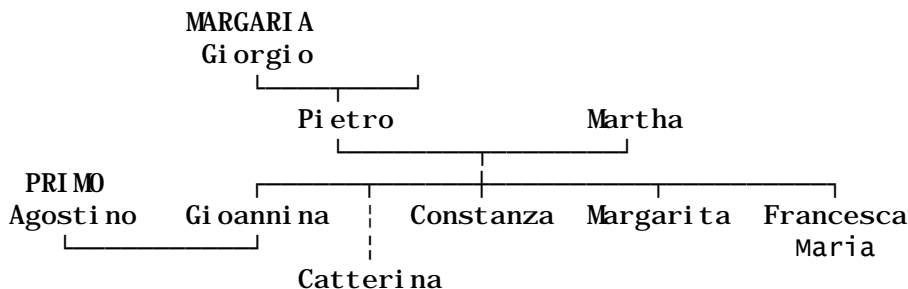 MARGARIA
Giorgio
Pietro Martha
PRIMO
Agostino Gioannina Constanza Margarita Francesca
Maria
Catterina